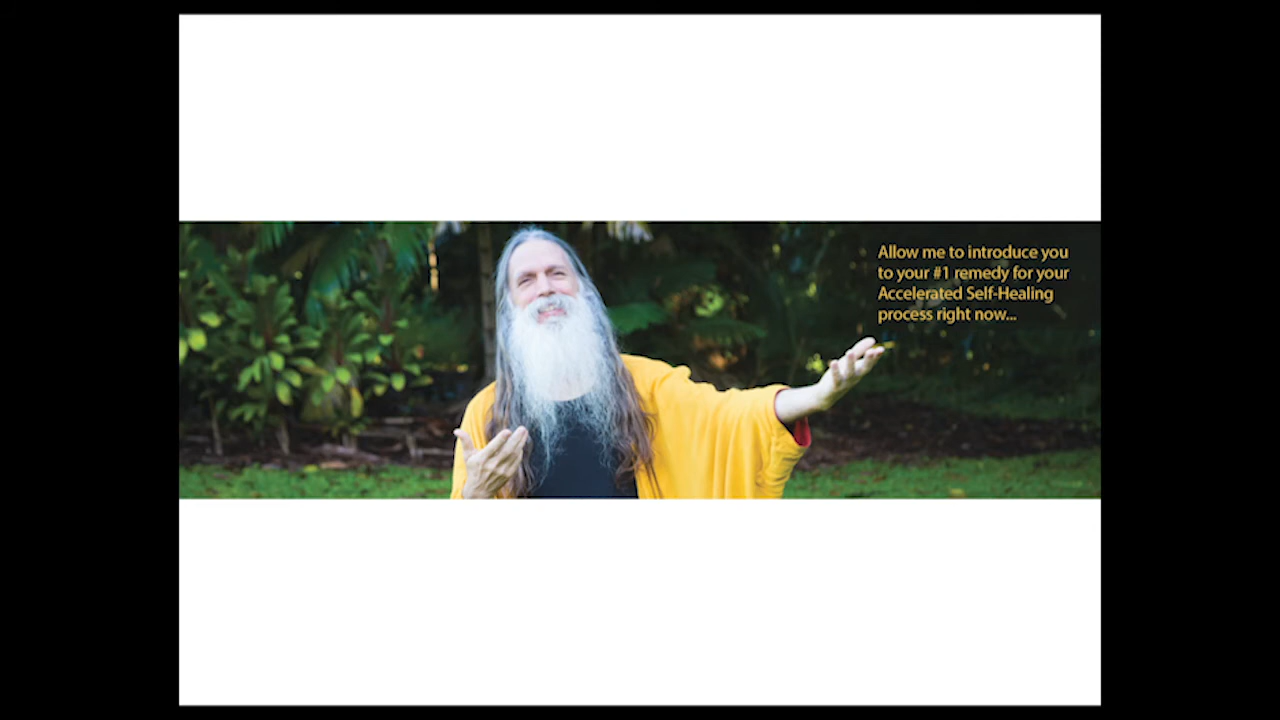 Allow me to introduce you
to your #1 remedy for your
Accelerated Self-Healing
process right now...